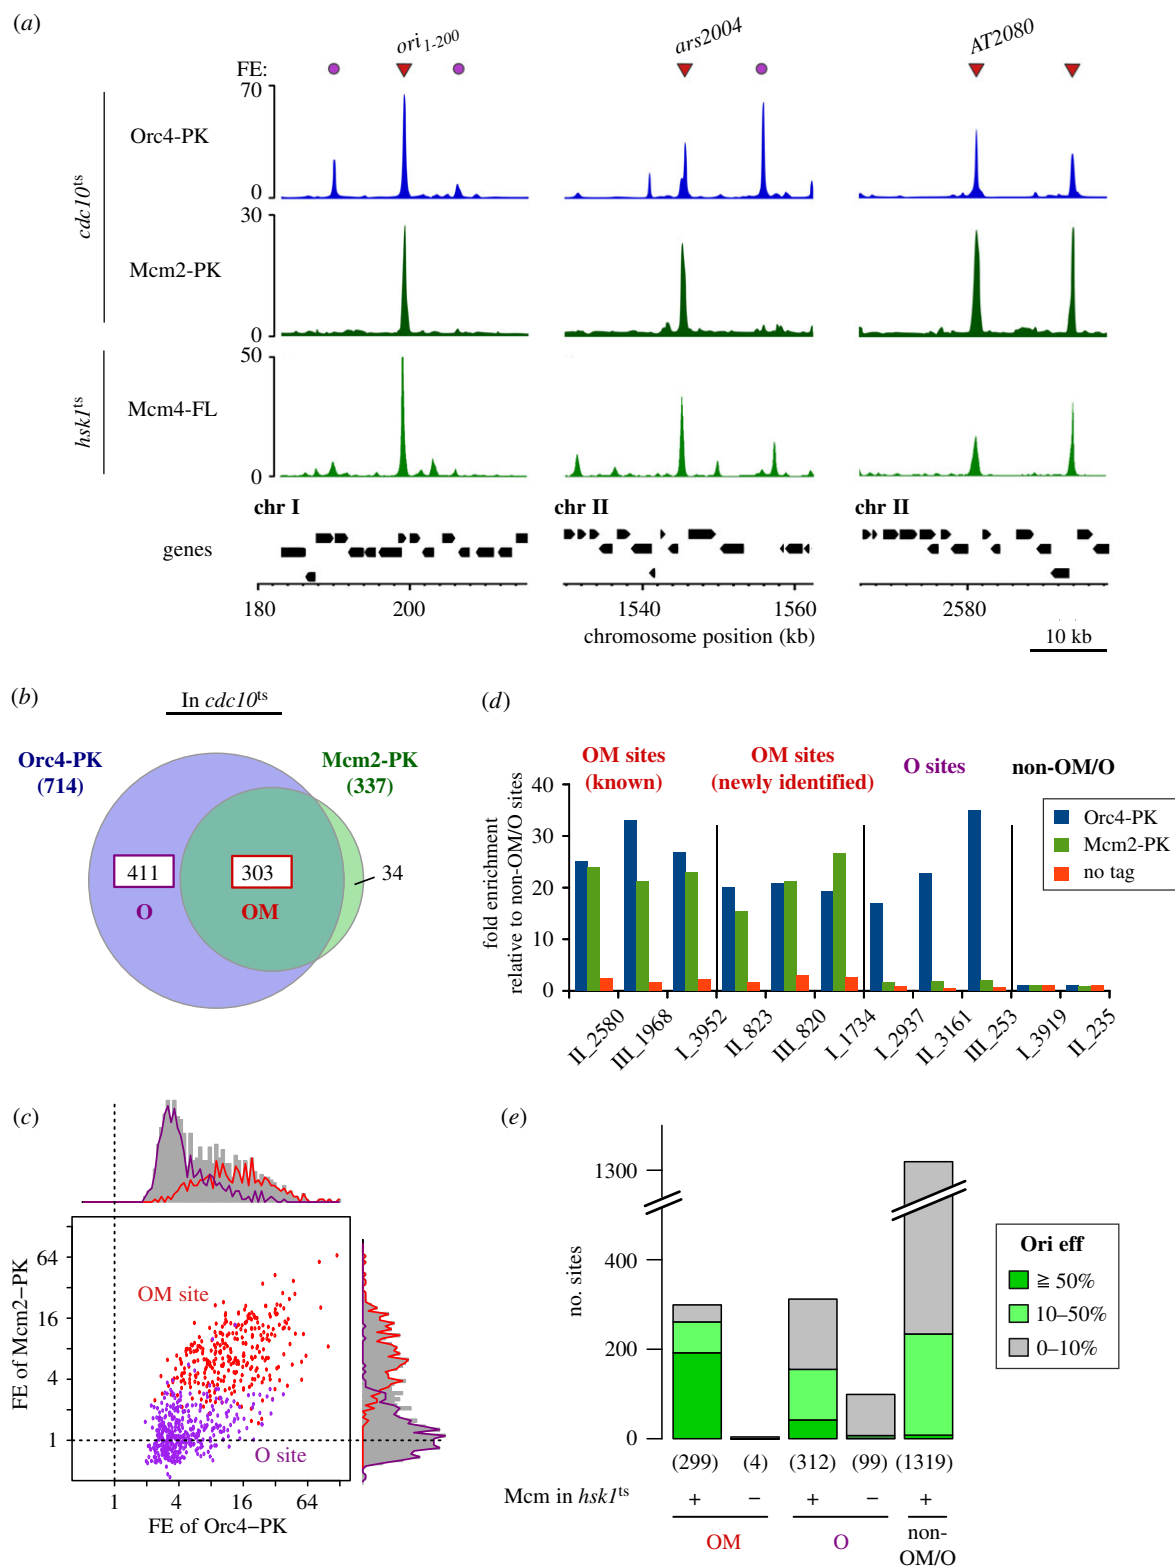 (a)
ori1-200
ars2004
AT2080
FE:
70
Orc4-PK
0
cdc10ts
30
Mcm2-PK
0
50
hsk1ts
Mcm4-FL
0
chr I
chr II
chr II
genes
180
200
1540
1560
2580
chromosome position (kb)
10 kb
(b)
In cdc10ts
Orc4-PK
(714)
Mcm2-PK
(337)
411
303
34
O
OM
(d)
OM sites
(known)
OM sites
(newly identified)
O sites
non-OM/O
fold enrichment
relative to non-OM/O sites
40
30
20
10
0
Orc4-PK
Mcm2-PK
no tag
II_2580
III_1968
I_3952
II_823
III_820
I_1734
I_2937
II_3161
III_253
I_3919
II_235
(c)
FE of Mcm2–PK
64
16
4
1
OM site
O site
1
4
16
64
FE of Orc4–PK
(e)
no. sites
1300
400
200
0
Ori eff
≧ 50%
10–50%
0–10%
(299)
(4)
(312)
(99)
(1319)
Mcm in hsk1ts
+
–
+
–
+
OM
O
non-
OM/O